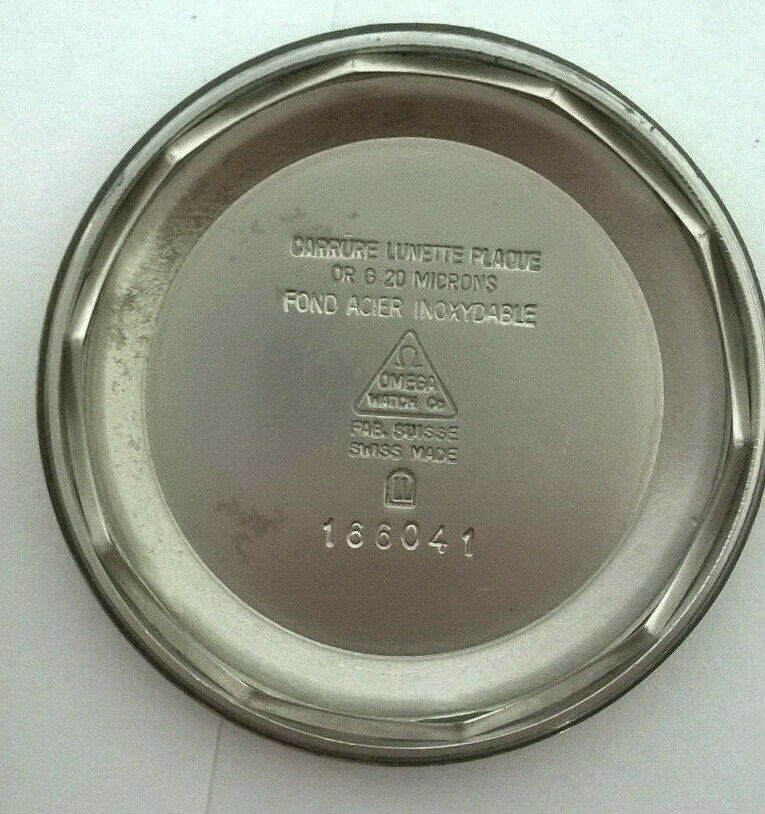 CARRURE LUNETTE PLAQUE
OR G 20 MICRONS
FOND ACIER INOXYDABLE
Ω
OMEGA
WATCH Co
FAB. SUISSE
SWISS MADE
166041